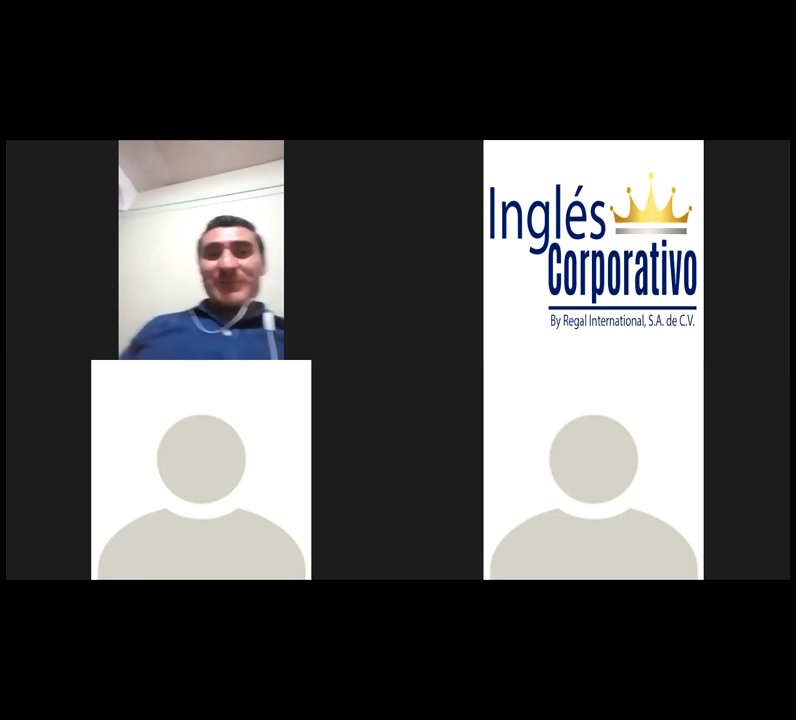 Inglés
Corporativo
By Regal International, S.A. de C.V.